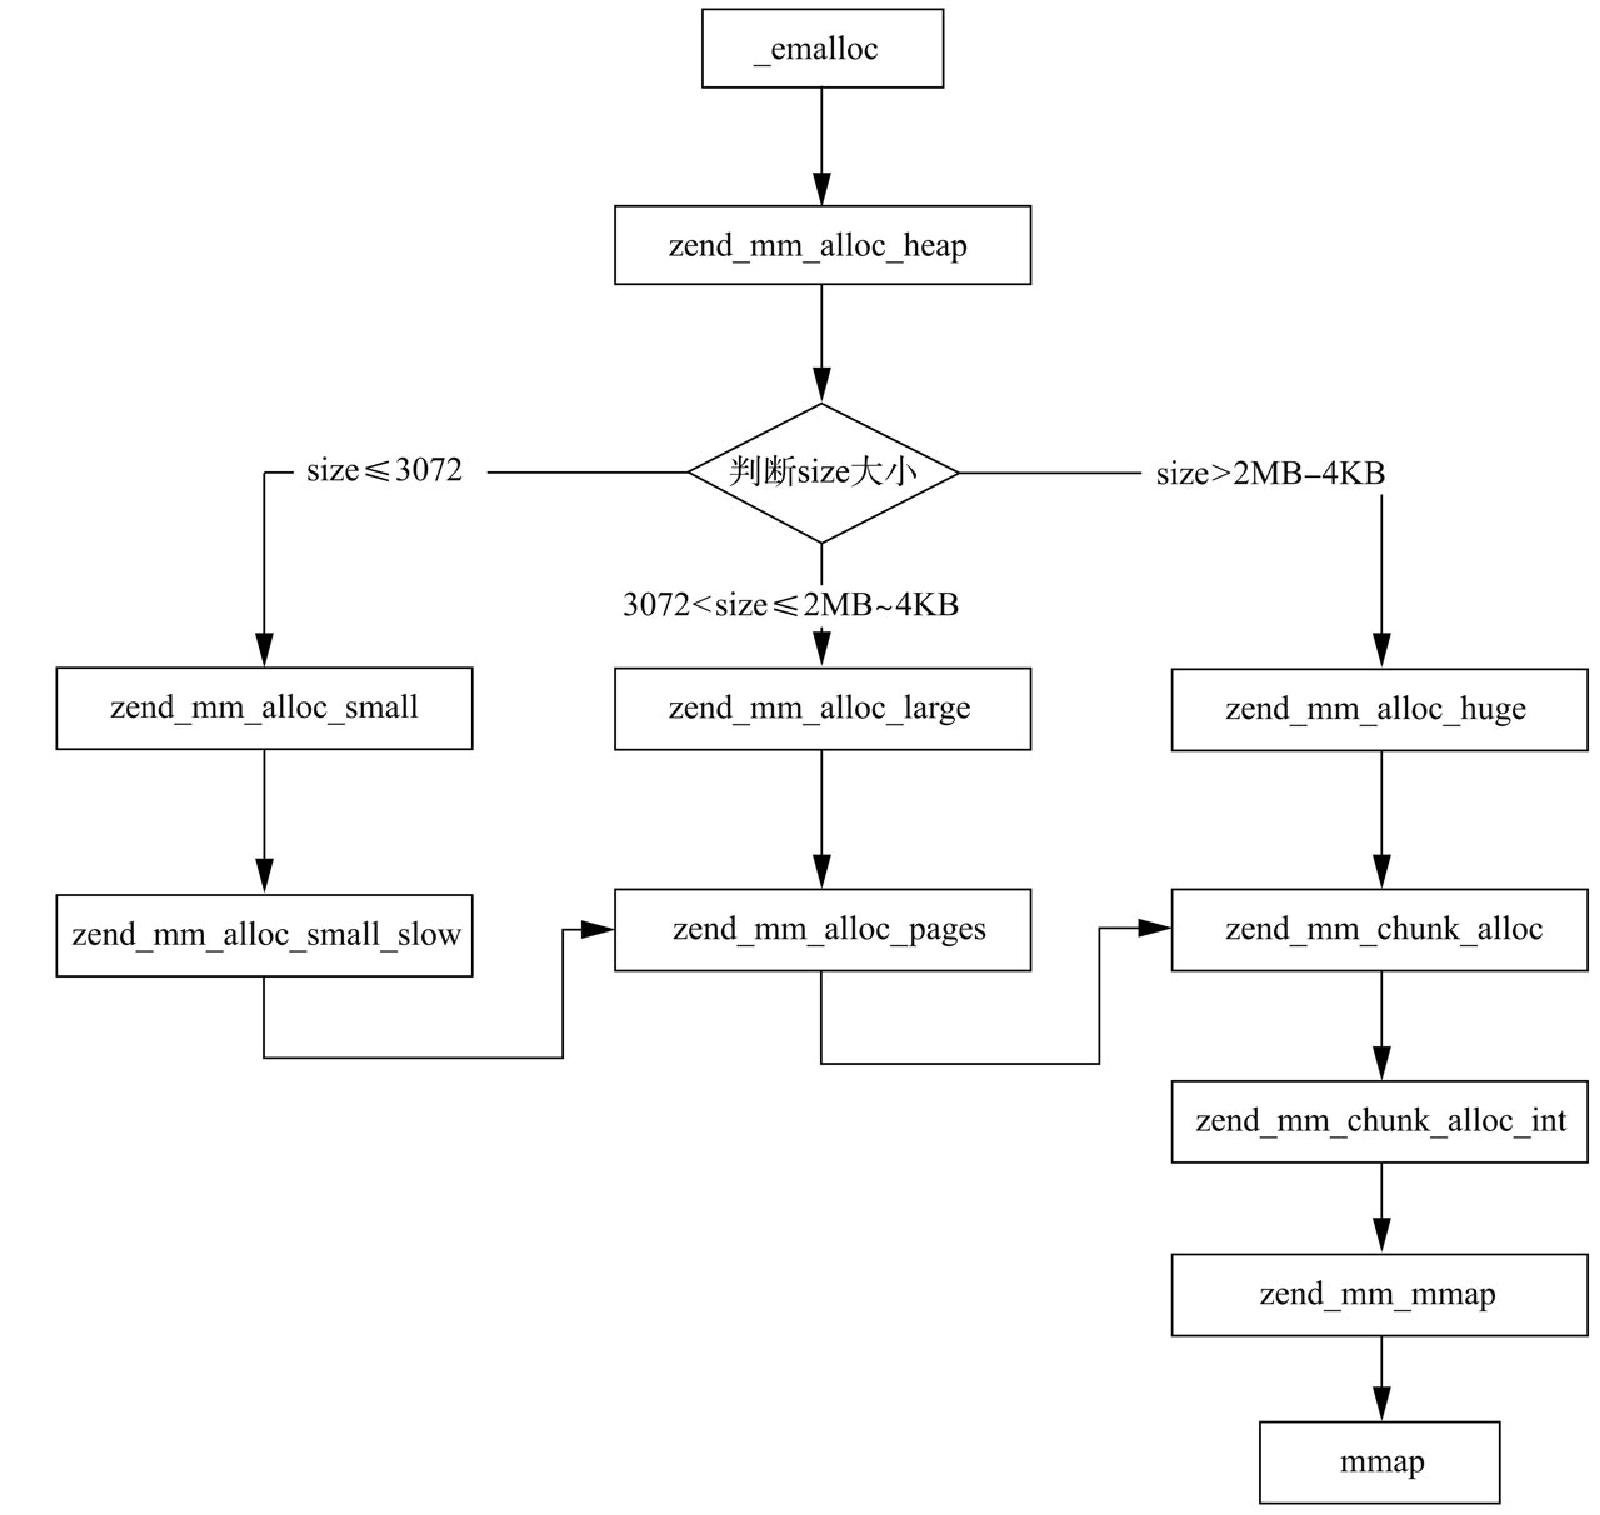 _emalloc
zend_mm_alloc_heap
判断size大小
size≤3072
size>2MB–4KB
3072<size≤2MB~4KB
zend_mm_alloc_small
zend_mm_alloc_large
zend_mm_alloc_huge
zend_mm_alloc_small_slow
zend_mm_alloc_pages
zend_mm_chunk_alloc
zend_mm_chunk_alloc_int
zend_mm_mmap
mmap